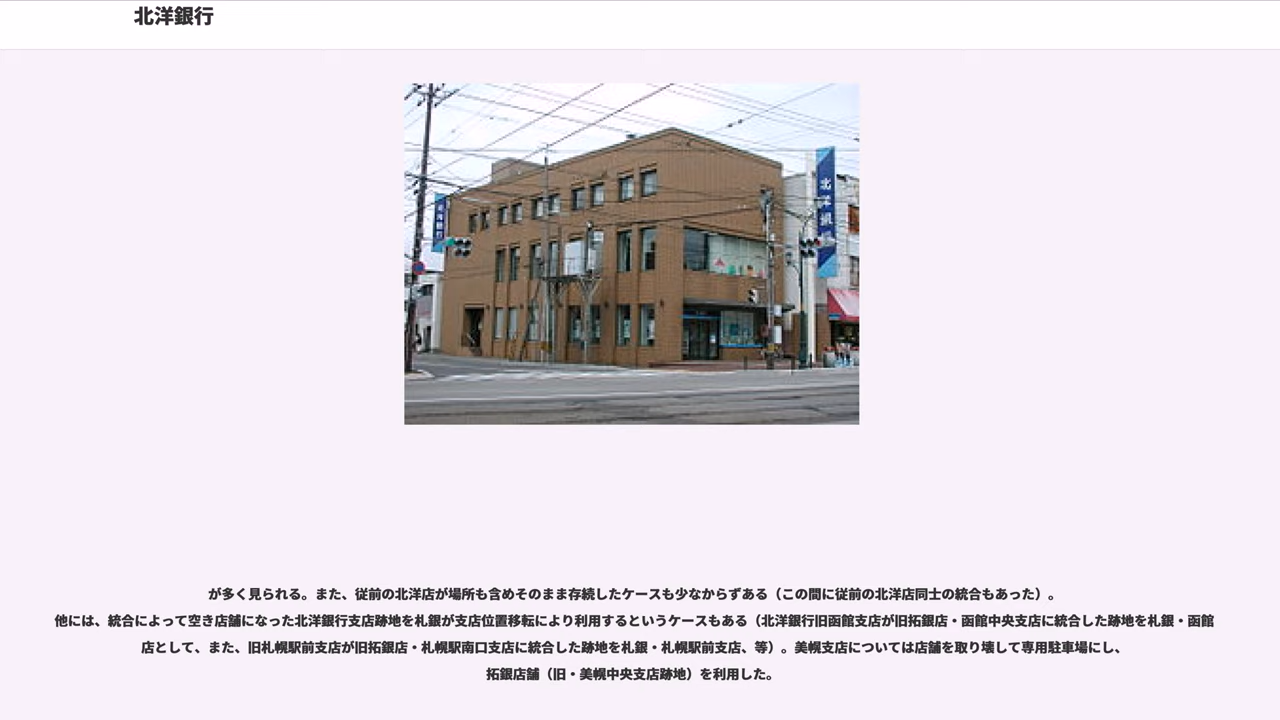 北洋銀行
北洋銀行
北洋銀行
が多く見られる。また、従前の北洋店が場所も含めそのまま存続したケースも少なからずある（この間に従前の北洋店同士の統合もあった）。
他には、統合によって空き店舗になった北洋銀行支店跡地を札銀が支店位置移転により利用するというケースもある（北洋銀行旧函館支店が旧拓銀店・函館中央支店に統合した跡地を札銀・函館
店として、また、旧札幌駅前支店が旧拓銀店・札幌駅南口支店に統合した跡地を札銀・札幌駅前支店、等）。美幌支店については店舗を取り壊して専用駐車場にし、
拓銀店舗（旧・美幌中央支店跡地）を利用した。